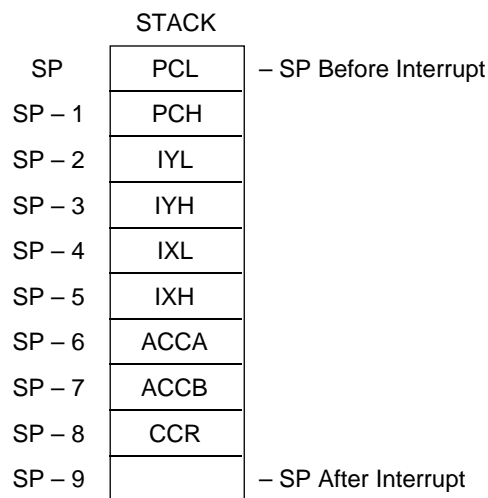 STACK
SP PCL – SP Before Interrupt
SP – 1 PCH
SP – 2 IYL
SP – 3 IYH
SP – 4 IXL
SP – 5 IXH
SP – 6 ACCA
SP – 7 ACCB
SP – 8 CCR
SP – 9 – SP After Interrupt